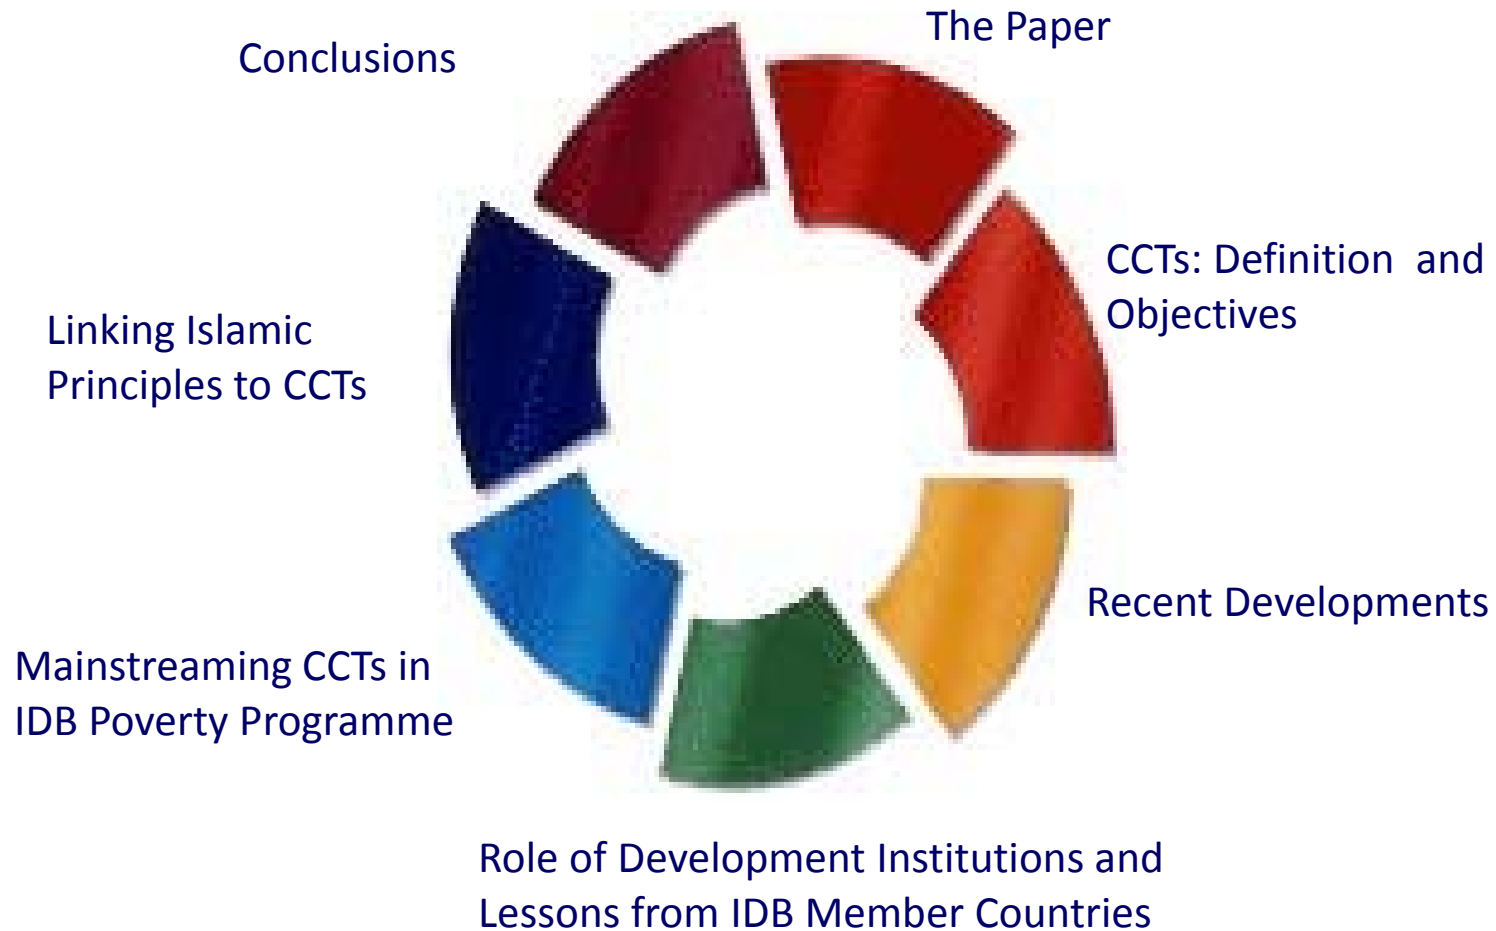 The Paper
Conclusions
CCTs: Definition and
Objectives
Linking Islamic
Principles to CCTs
Recent Developments
Mainstreaming CCTs in
IDB Poverty Programme
Role of Development Institutions and
Lessons from IDB Member Countries